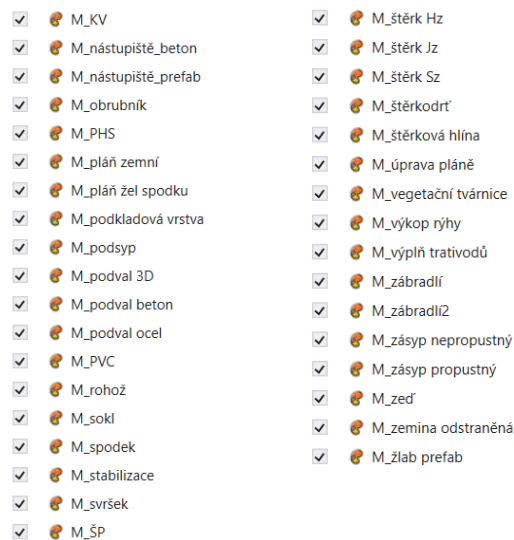 M_KV
M_nástupiště_beton
M_nástupiště_prefab
M_obrubník
M_PHS
M_pláň zemní
M_pláň žel spodku
M_podkladová vrstva
M_podsyp
M_podval 3D
M_podval beton
M_podval ocel
M_PVC
M_rohož
M_sokl
M_spodek
M_stabilizace
M_svršek
M_ŠP
M_štěrk Hz
M_štěrk Jz
M_štěrk Sz
M_štěrkodrť
M_štěrková hlína
M_úprava pláně
M_vegetační tvárnice
M_výkop rýhy
M_výplň trativodů
M_zábradlí
M_zábradlí2
M_zásyp nepropustný
M_zásyp propustný
M_zeď
M_zemina odstraněná
M_žlab prefab